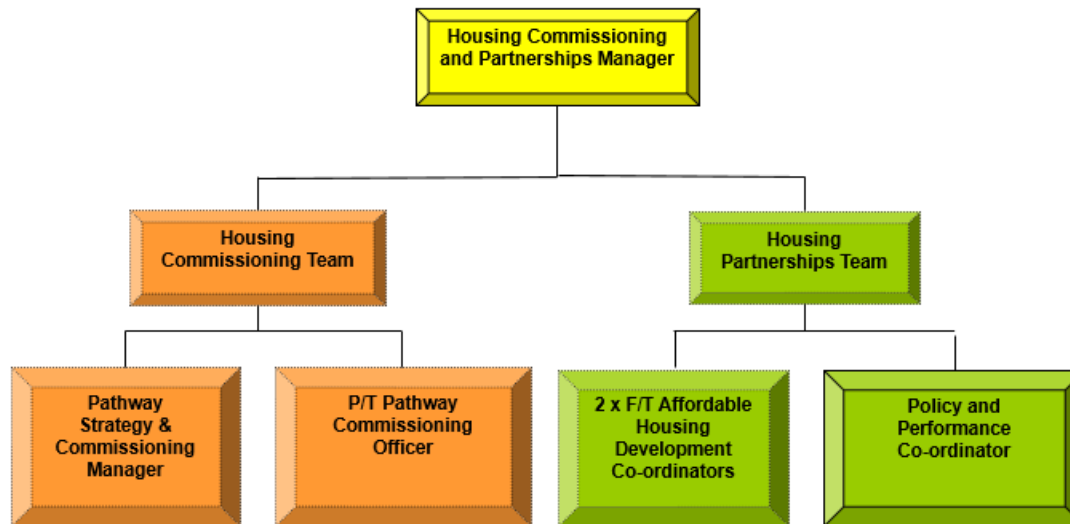 Housing Commissioning
and Partnerships Manager
Housing
Commissioning Team
Housing
Partnerships Team
Pathway
Strategy &
Commissioning
Manager
P/T Pathway
Commissioning
Officer
2 x F/T Affordable
Housing
Development
Co-ordinators
Policy and
Performance
Co-ordinator